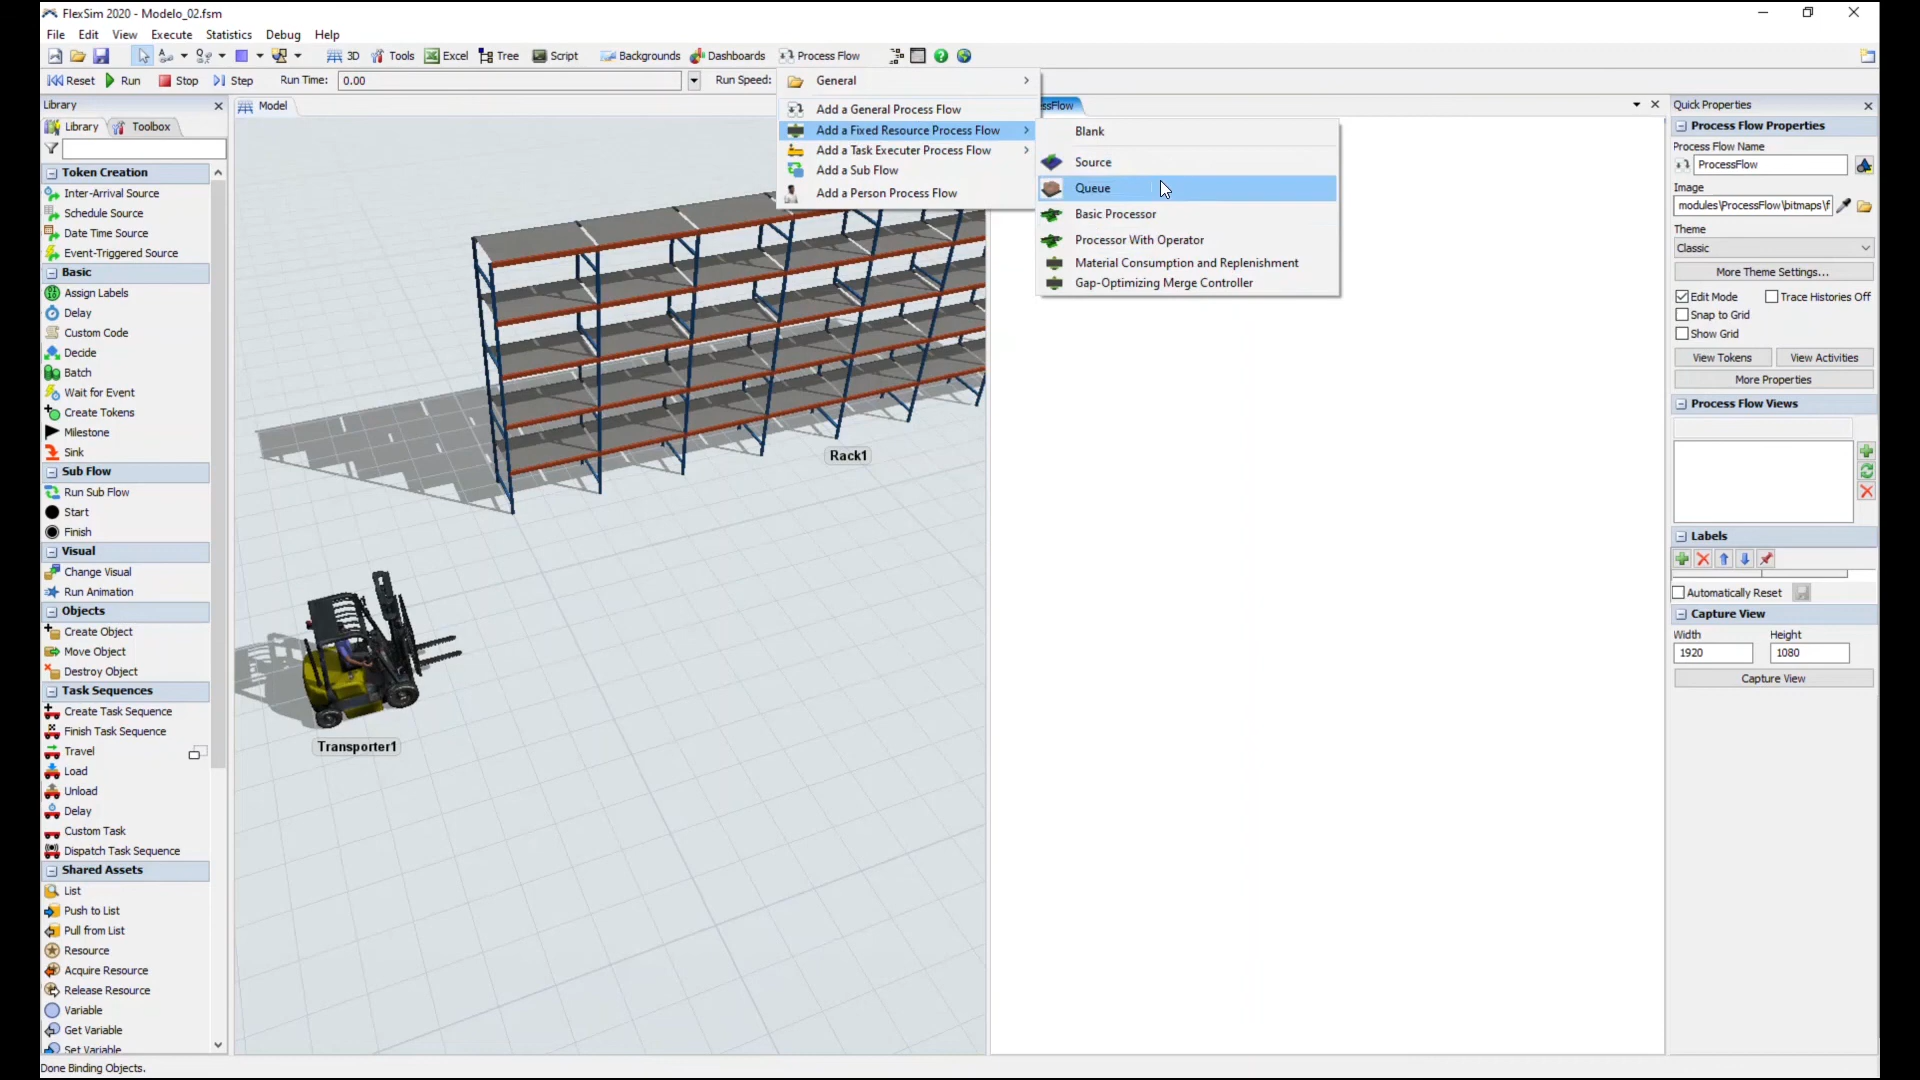 FlexSim 2020 - Modelo_02.fsm
File Edit View Execute Statistics Debug Help
3D Tools Excel Tree Script Backgrounds Dashboards Process Flow
Reset Run Stop Step Run Time: 0.00 Run Speed:
Library
Library Toolbox
Token Creation
Inter-Arrival Source
Schedule Source
Date Time Source
Event-Triggered Source
Basic
Assign Labels
Delay
Custom Code
Decide
Batch
Wait for Event
Create Tokens
Milestone
Sink
Sub Flow
Run Sub Flow
Start
Finish
Visual
Change Visual
Run Animation
Objects
Create Object
Move Object
Destroy Object
Task Sequences
Create Task Sequence
Finish Task Sequence
Travel
Load
Unload
Delay
Custom Task
Dispatch Task Sequence
Shared Assets
List
Push to List
Pull from List
Resource
Acquire Resource
Release Resource
Variable
Get Variable
Set Variable
Done Binding Objects.
Model
Rack1
Transporter1
General
Add a General Process Flow
Add a Fixed Resource Process Flow
Add a Task Executer Process Flow
Add a Sub Flow
Add a Person Process Flow
ssFlow
Blank
Source
Queue
Basic Processor
Processor With Operator
Material Consumption and Replenishment
Gap-Optimizing Merge Controller
Quick Properties
Process Flow Properties
Process Flow Name
ProcessFlow
Image
modules\ProcessFlow\bitmaps\f
Theme
Classic
More Theme Settings...
Edit Mode Trace Histories Off
Snap to Grid
Show Grid
View Tokens View Activities
More Properties
Process Flow Views
Labels
Automatically Reset
Capture View
Width Height
1920 1080
Capture View